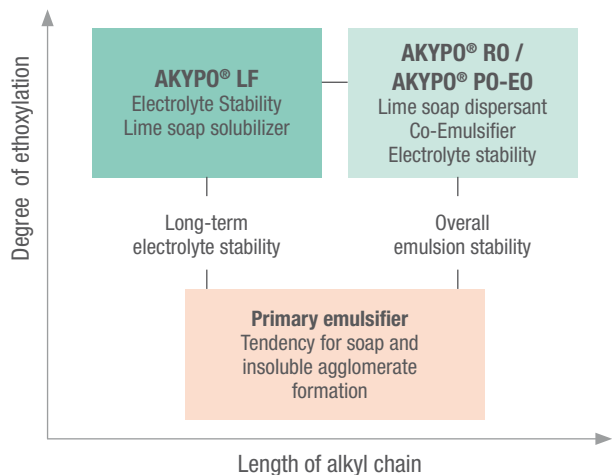 Degree of ethoxylation
AKYPO® LF
Electrolyte Stability
Lime soap solubilizer
AKYPO® RO /
AKYPO® PO-EO
Lime soap dispersant
Co-Emulsifier
Electrolyte stability
Long-term
electrolyte stability
Overall
emulsion stability
Primary emulsifier
Tendency for soap and
insoluble agglomerate
formation
Length of alkyl chain